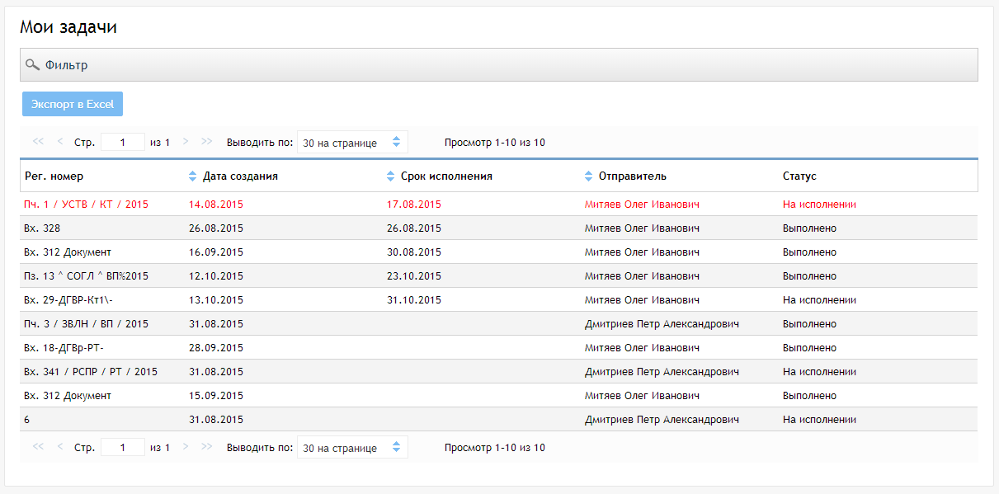 Мои задачи
Фильтр
Экспорт в Excel
<< < Стр. 1 из 1 > >> Выводить по: 30 на странице Просмотр 1-10 из 10
Рег. номер Дата создания Срок исполнения Отправитель Статус
Пч. 1 / УСТВ / КТ / 2015 14.08.2015 17.08.2015 Митяев Олег Иванович На исполнении
Вх. 328 26.08.2015 26.08.2015 Митяев Олег Иванович Выполнено
Вх. 312 Документ 16.09.2015 30.08.2015 Митяев Олег Иванович Выполнено
Пз. 13 ^ СОГЛ ^ ВП%2015 12.10.2015 23.10.2015 Митяев Олег Иванович Выполнено
Вх. 29-ДГВР-Кт1\- 13.10.2015 31.10.2015 Митяев Олег Иванович На исполнении
Пч. 3 / ЗВЛН / ВП / 2015 31.08.2015 Дмитриев Петр Александрович Выполнено
Вх. 18-ДГВр-РТ- 28.09.2015 Митяев Олег Иванович Выполнено
Вх. 341 / РСПР / РТ / 2015 31.08.2015 Дмитриев Петр Александрович На исполнении
Вх. 312 Документ 15.09.2015 Митяев Олег Иванович Выполнено
6 31.08.2015 Дмитриев Петр Александрович На исполнении
<< < Стр. 1 из 1 > >> Выводить по: 30 на странице Просмотр 1-10 из 10